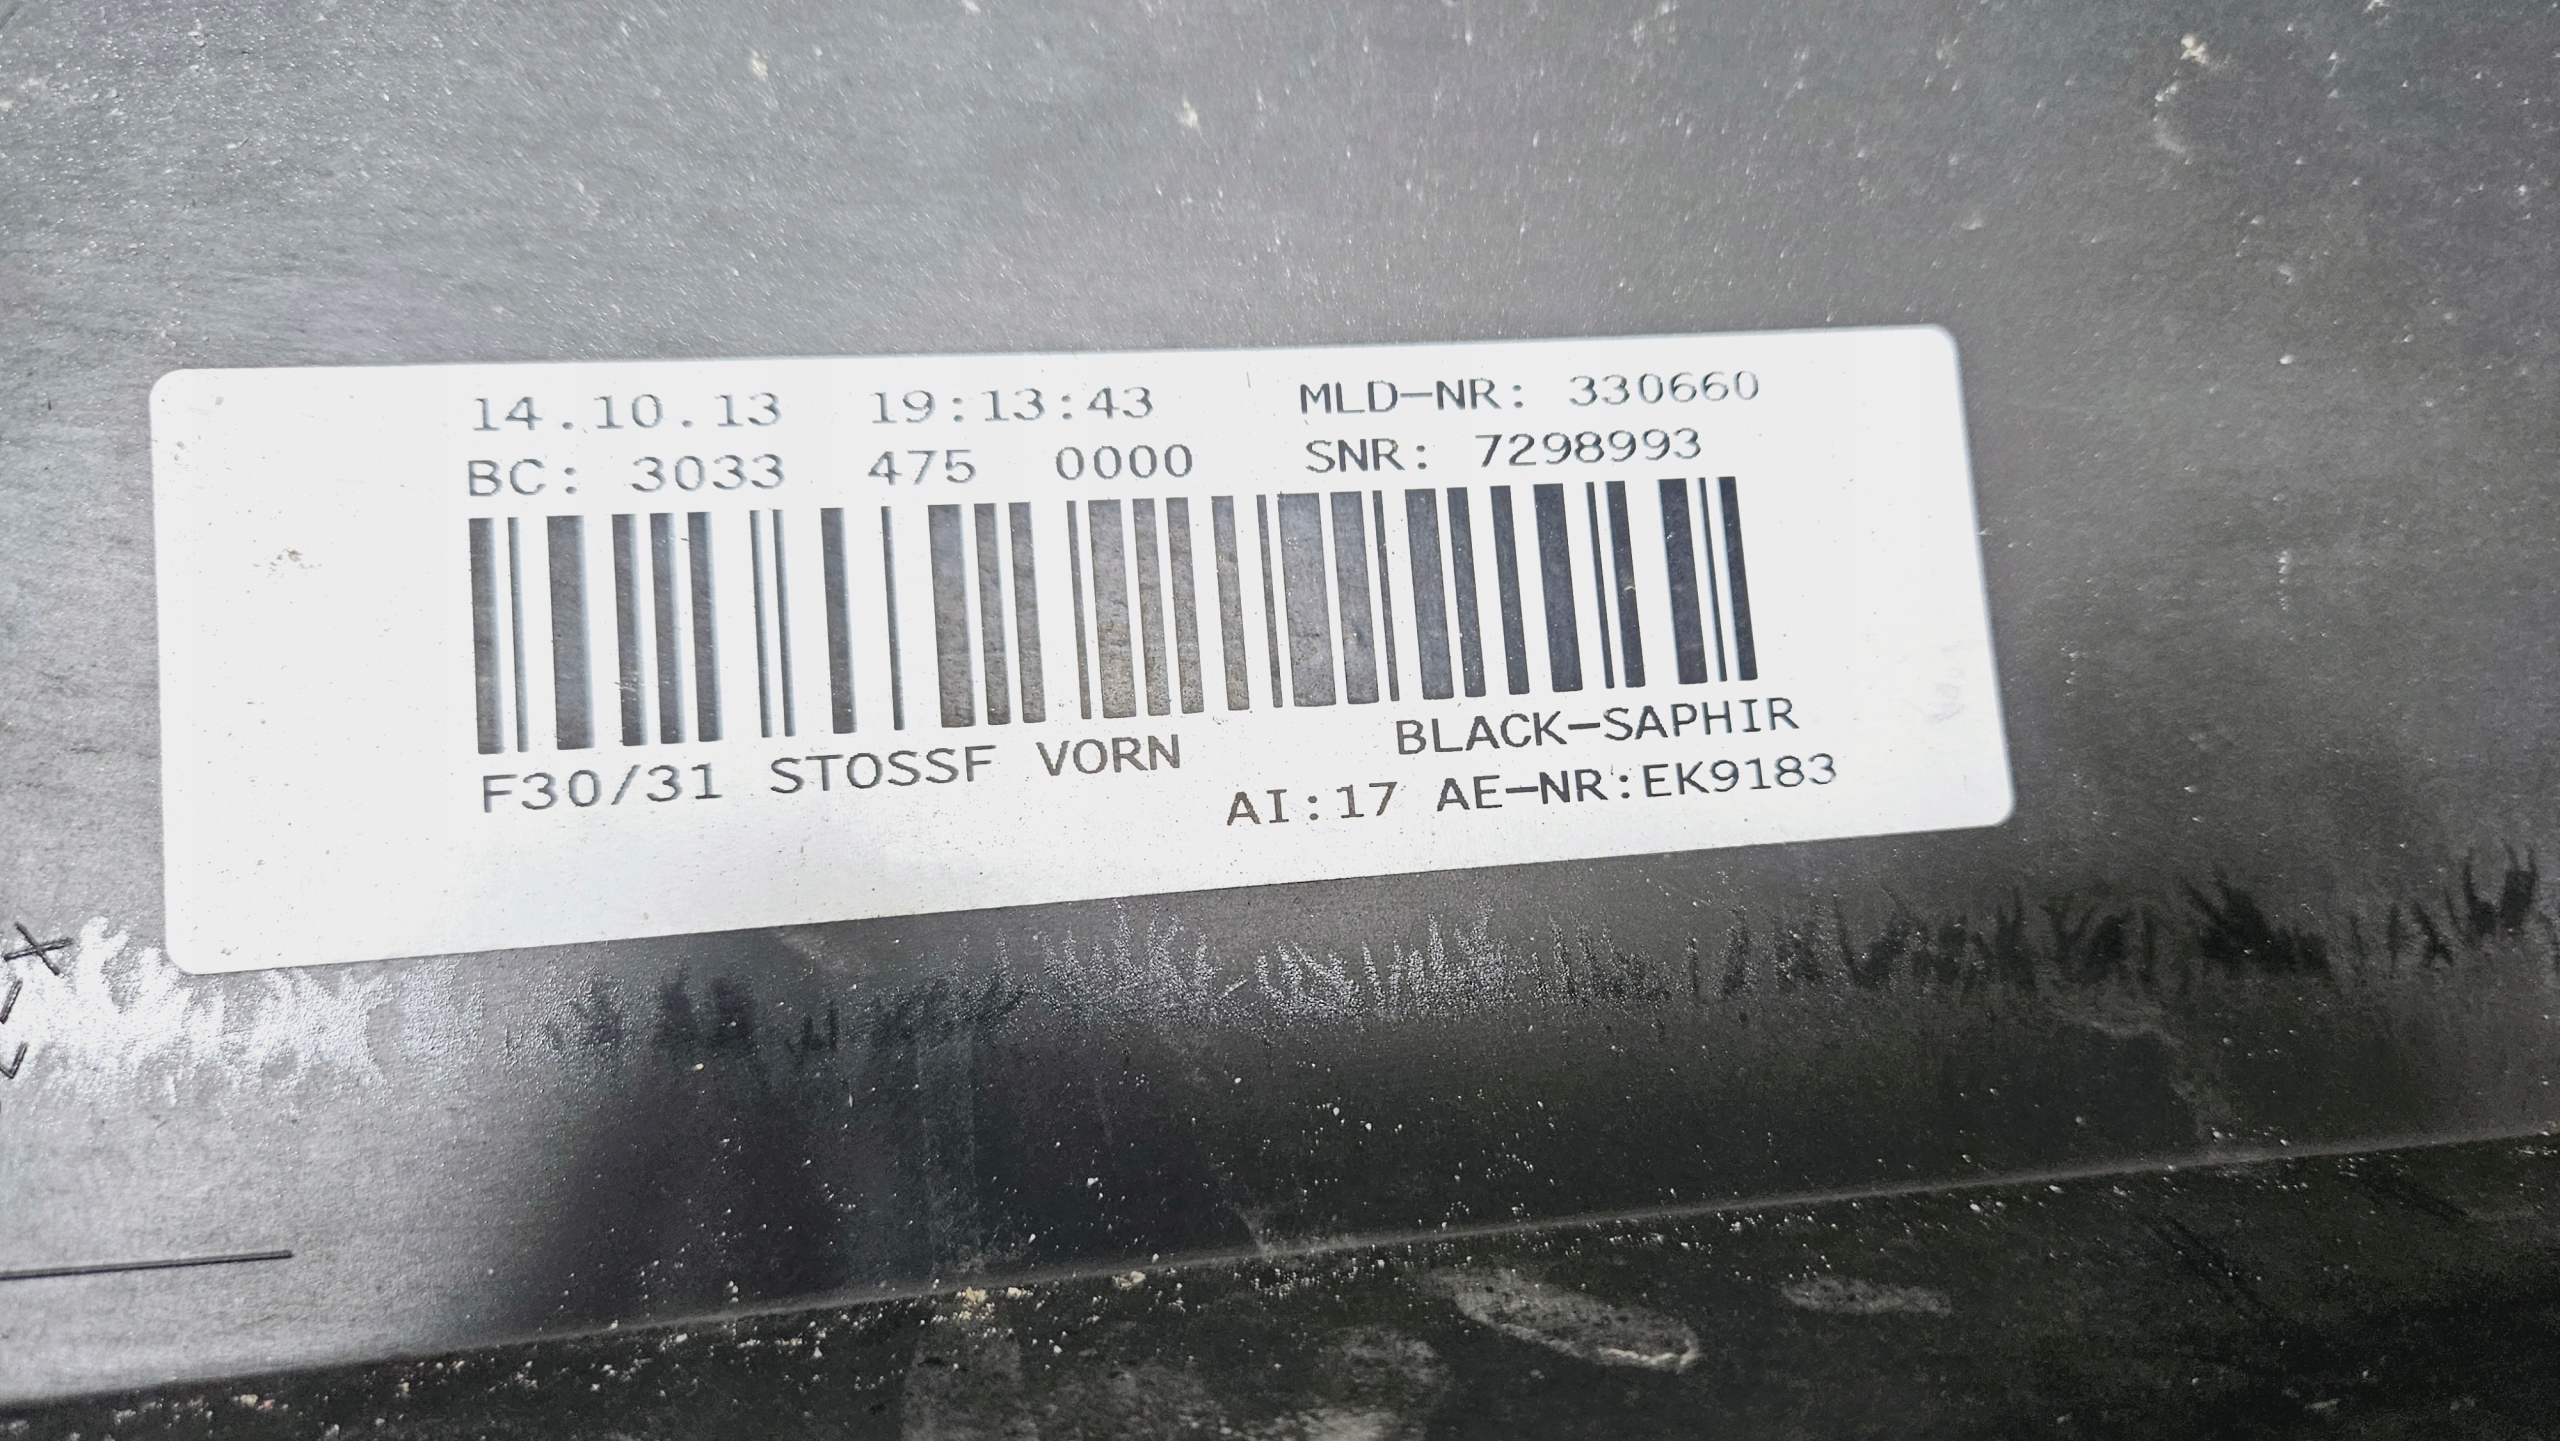 14.10.13 19:13:43 MLD-NR: 330660
BC: 3033 475 0000 SNR: 7298993
F30/31 STOSSF VORN BLACK-SAPHIR
AI:17 AE-NR:EK9183